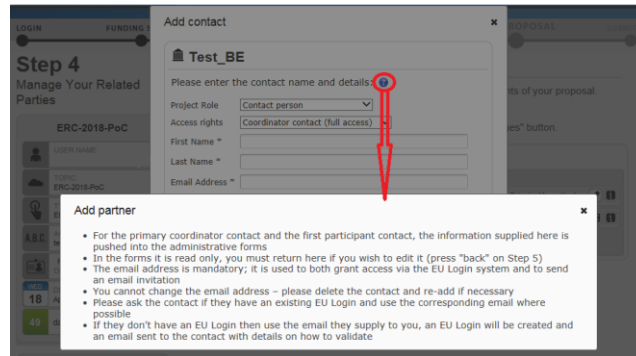 LOGIN
FUNDING S
Add contact
×
PROPOSAL
Step 4
Manage Your Related
Parties
Test_BE
Please enter the contact name and details:
nts of your proposal.
Project Role
Contact person
Access rights
Coordinator contact (full access)
ERC-2018-PoC
es" button.
First Name *
USER NAME
Last Name *
TOPIC
ERC-2018-PoC
Email Address *
Add partner
×
• For the primary coordinator contact and the first participant contact, the information supplied here is
pushed into the administrative forms
• In the forms it is read only, you must return here if you wish to edit it (press "back" on Step 5)
• The email address is mandatory; it is used to both grant access via the EU Login system and to send
an email invitation
A.B.C
• You cannot change the email address – please delete the contact and re-add if necessary
• Please ask the contact if they have an existing EU Login and use the corresponding email where
possible
WED
18
• If they don't have an EU Login then use the email they supply to you, an EU Login will be created and
an email sent to the contact with details on how to validate
49